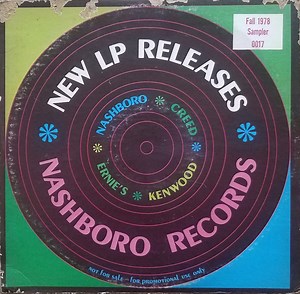 Fall 1978
Sampler
0017
NEW LP RELEASES
NASHBORO * CREED
* *
ERNIE'S * KENWOOD
NASHBORO RECORDS
not for sale - for promotional use only